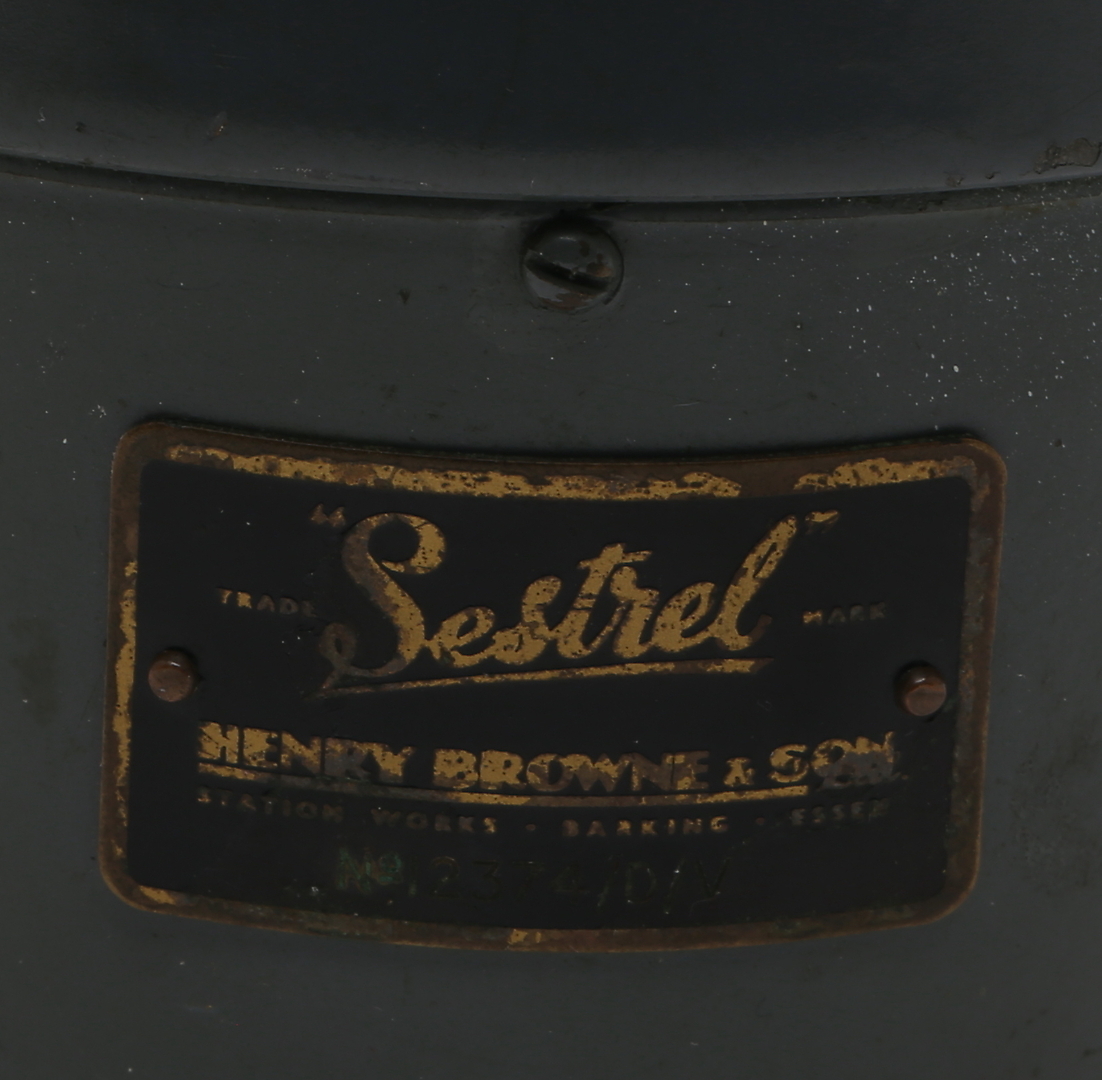 "Sestrel"
TRADE MARK
HENRY BROWNE & SON
STATION WORKS · BARKING · ESSEX